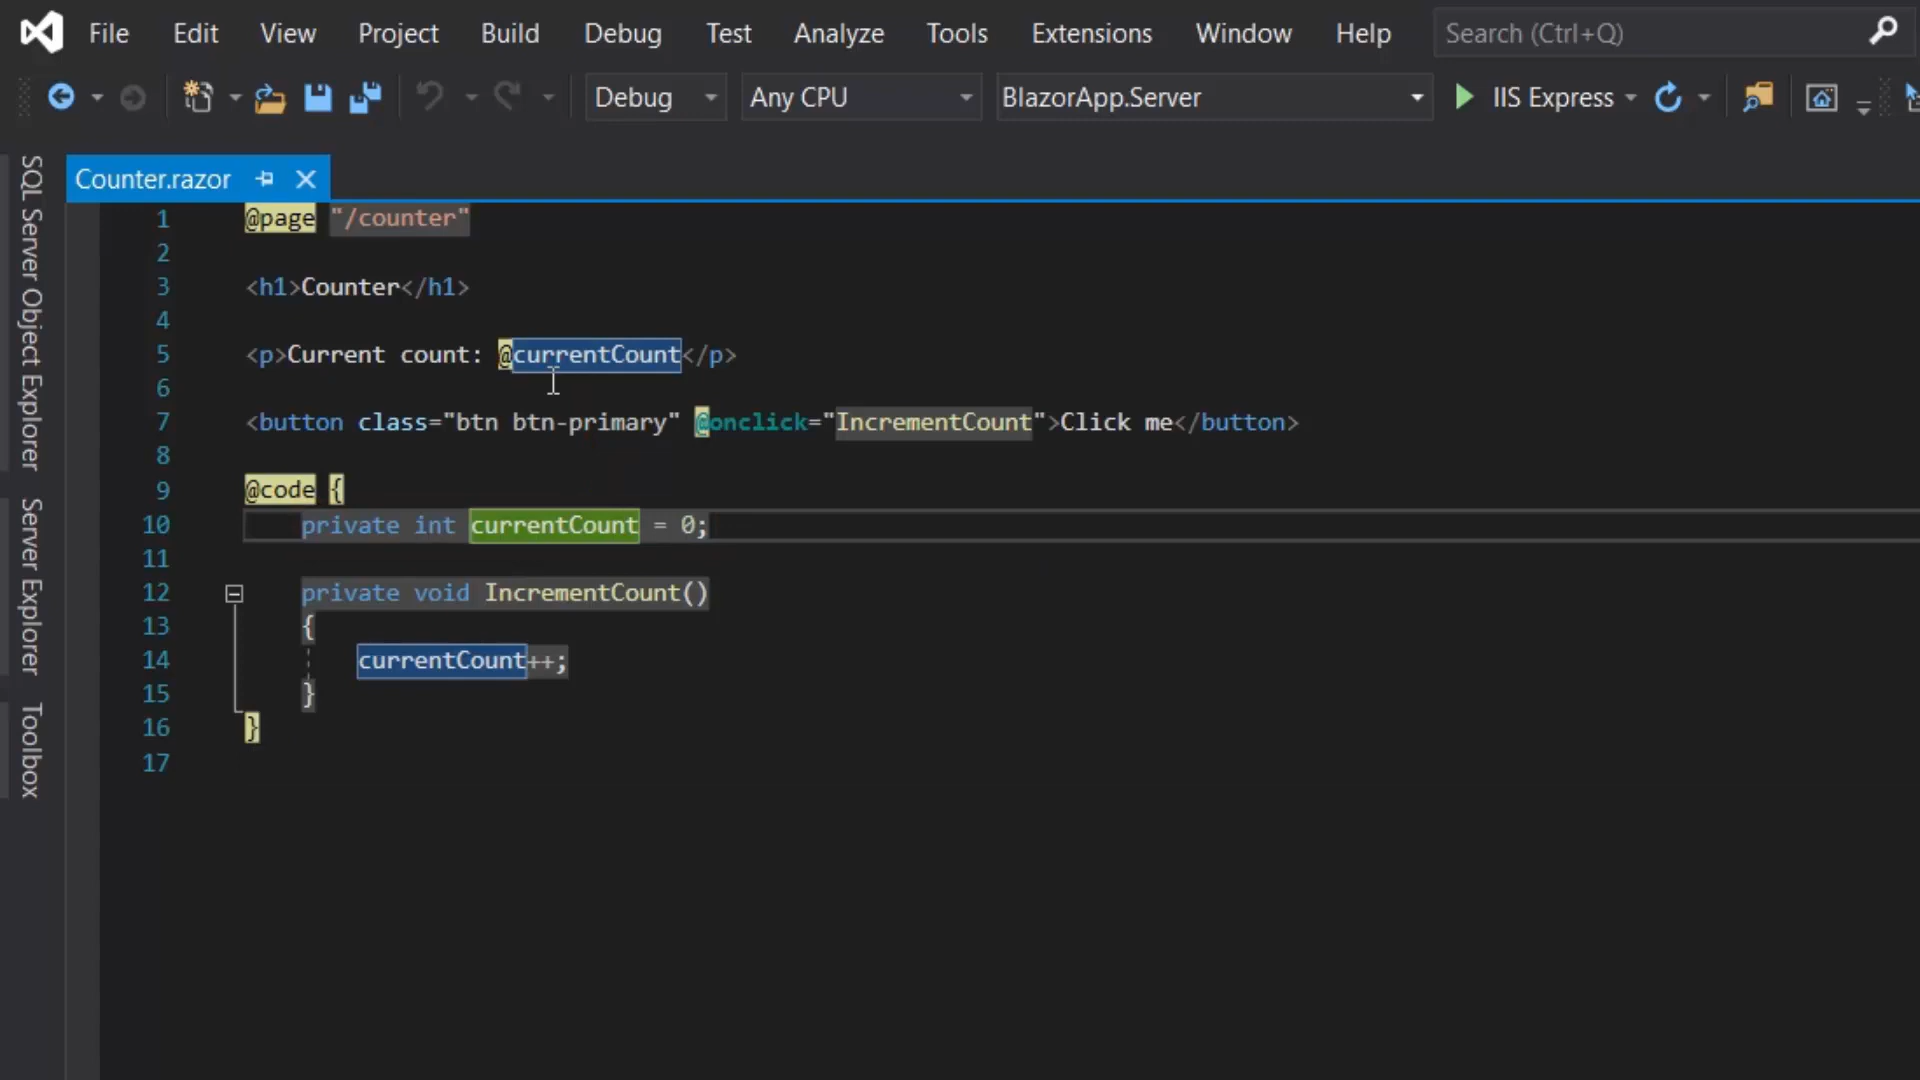 File Edit View Project Build Debug Test Analyze Tools Extensions Window Help Search (Ctrl+Q)
Debug Any CPU BlazorApp.Server IIS Express
SQL Server Object Explorer
Server Explorer
Toolbox
Counter.razor
1 @page "/counter"
2
3 <h1>Counter</h1>
4
5 <p>Current count: @currentCount</p>
6
7 <button class="btn btn-primary" @onclick="IncrementCount">Click me</button>
8
9 @code {
10 private int currentCount = 0;
11
12 private void IncrementCount()
13 {
14 currentCount++;
15 }
16 }
17